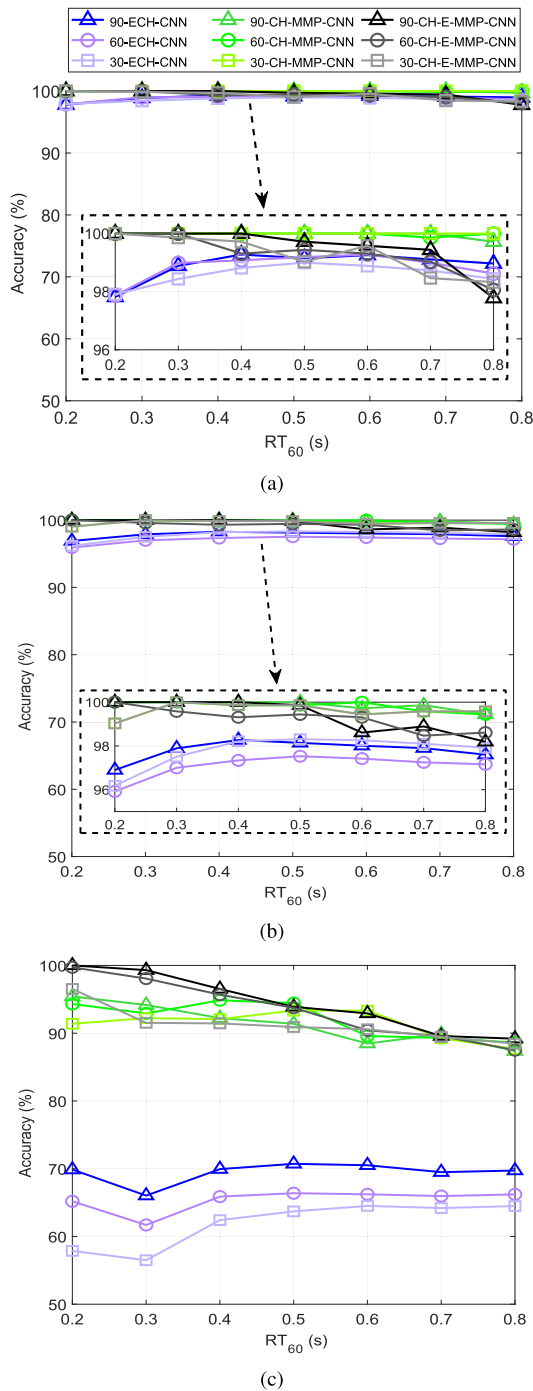 90-ECH-CNN 90-CH-MMP-CNN 90-CH-E-MMP-CNN
60-ECH-CNN 60-CH-MMP-CNN 60-CH-E-MMP-CNN
30-ECH-CNN 30-CH-MMP-CNN 30-CH-E-MMP-CNN
100
90
80
70
60
50
Accuracy (%)
100
98
96
0.2 0.3 0.4 0.5 0.6 0.7 0.8
0.2 0.3 0.4 0.5 0.6 0.7 0.8
RT60 (s)
(a)
100
90
80
70
60
50
Accuracy (%)
100
98
96
0.2 0.3 0.4 0.5 0.6 0.7 0.8
0.2 0.3 0.4 0.5 0.6 0.7 0.8
RT60 (s)
(b)
100
90
80
70
60
50
Accuracy (%)
0.2 0.3 0.4 0.5 0.6 0.7 0.8
RT60 (s)
(c)